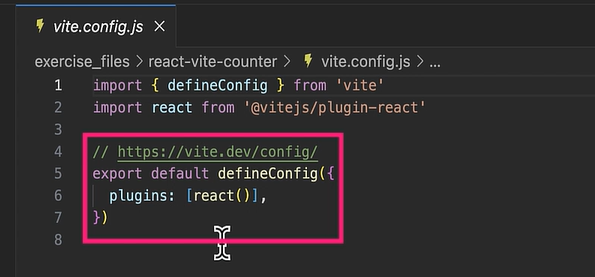 vite.config.js ×
exercise_files > react-vite-counter > vite.config.js > ...
1 import { defineConfig } from 'vite'
2 import react from '@vitejs/plugin-react'
3
4 // https://vite.dev/config/
5 export default defineConfig({
6   plugins: [react()],
7 })
8